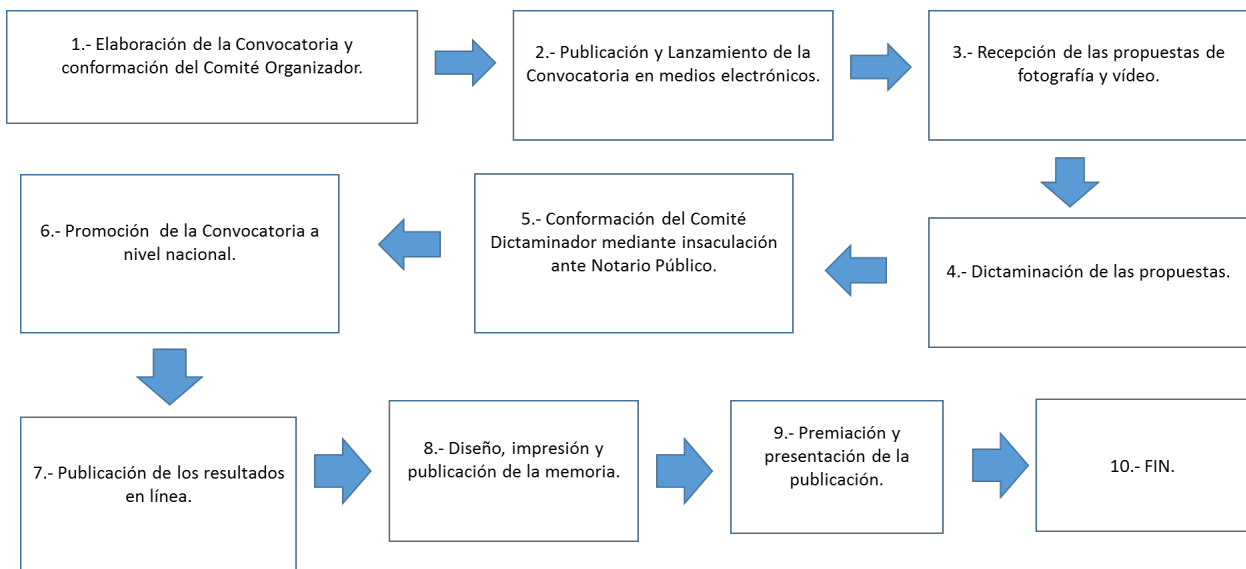 1.- Elaboración de la Convocatoria y
conformación del Comité Organizador.
2.- Publicación y Lanzamiento de la
Convocatoria en medios electrónicos.
3.- Recepción de las propuestas de
fotografía y vídeo.
4.- Dictaminación de las propuestas.
5.- Conformación del Comité
Dictaminador mediante insaculación
ante Notario Público.
6.- Promoción de la Convocatoria a
nivel nacional.
7.- Publicación de los resultados
en línea.
8.- Diseño, impresión y
publicación de la memoria.
9.- Premiación y
presentación de la
publicación.
10.- FIN.